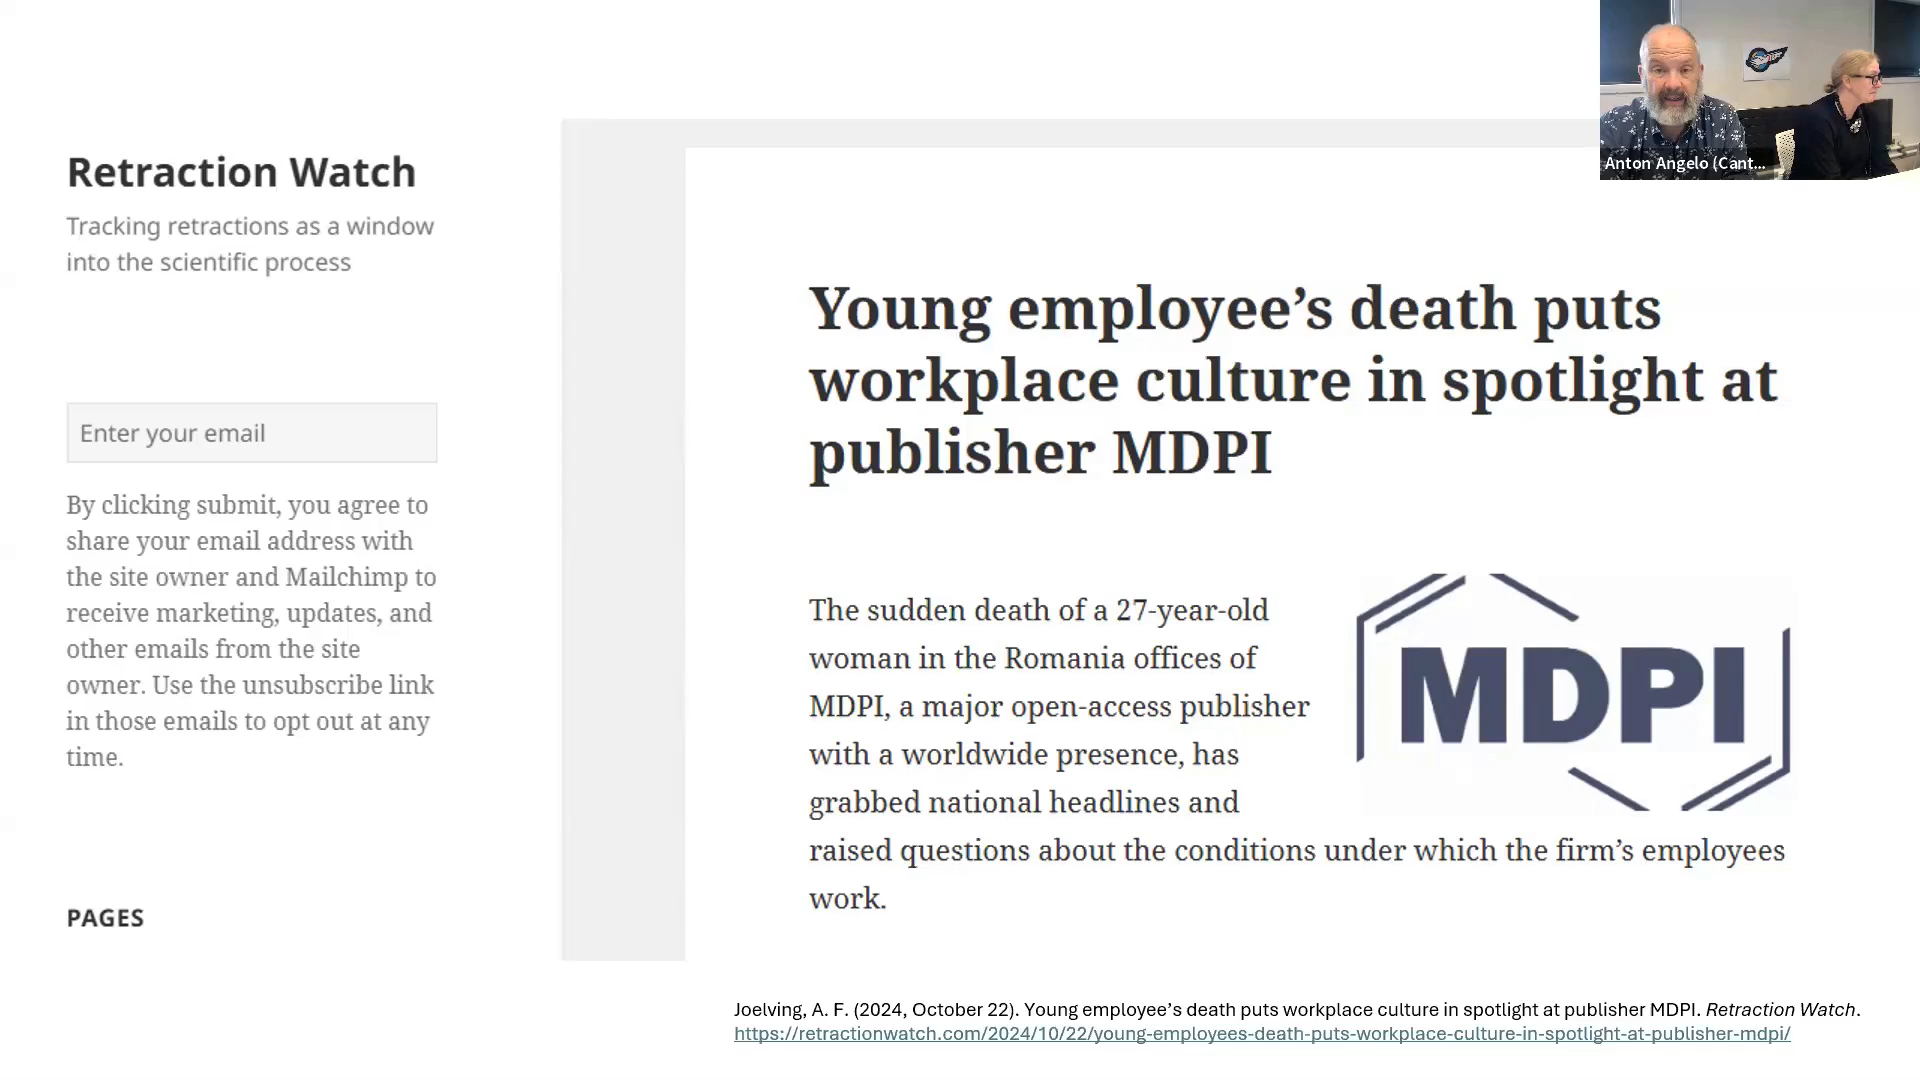 Retraction Watch
Tracking retractions as a window
into the scientific process
Enter your email
By clicking submit, you agree to
share your email address with
the site owner and Mailchimp to
receive marketing, updates, and
other emails from the site
owner. Use the unsubscribe link
in those emails to opt out at any
time.
PAGES
Young employee’s death puts
workplace culture in spotlight at
publisher MDPI
The sudden death of a 27-year-old
woman in the Romania offices of
MDPI, a major open-access publisher
with a worldwide presence, has
grabbed national headlines and
raised questions about the conditions under which the firm’s employees
work.
MDPI
Anton Angelo (Cant...
Joelving, A. F. (2024, October 22). Young employee’s death puts workplace culture in spotlight at publisher MDPI. Retraction Watch.
https://retractionwatch.com/2024/10/22/young-employees-death-puts-workplace-culture-in-spotlight-at-publisher-mdpi/